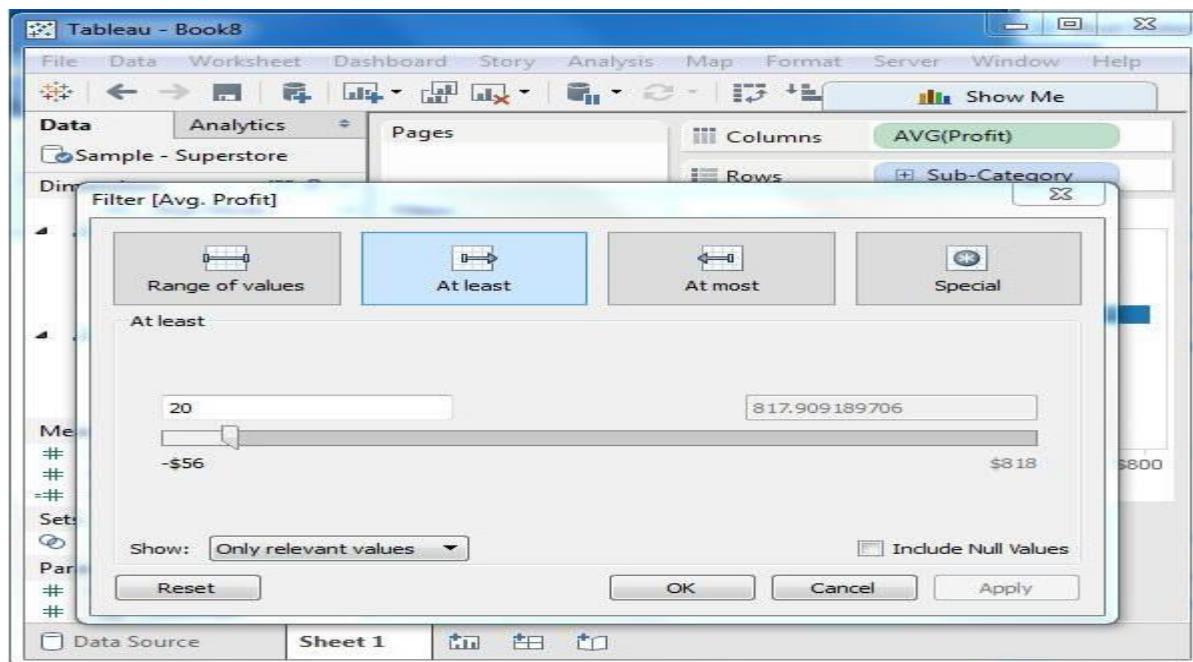 Tableau - Book8
File Data Worksheet Dashboard Story Analysis Map Format Server Window Help
Show Me
Data Analytics Pages Columns AVG(Profit)
Sample - Superstore
Rows Sub-Category
Filter [Avg. Profit]
Range of values At least At most Special
At least
20 817.909189706
-$56 $818
$800
Show: Only relevant values Include Null Values
Reset OK Cancel Apply
Data Source Sheet 1